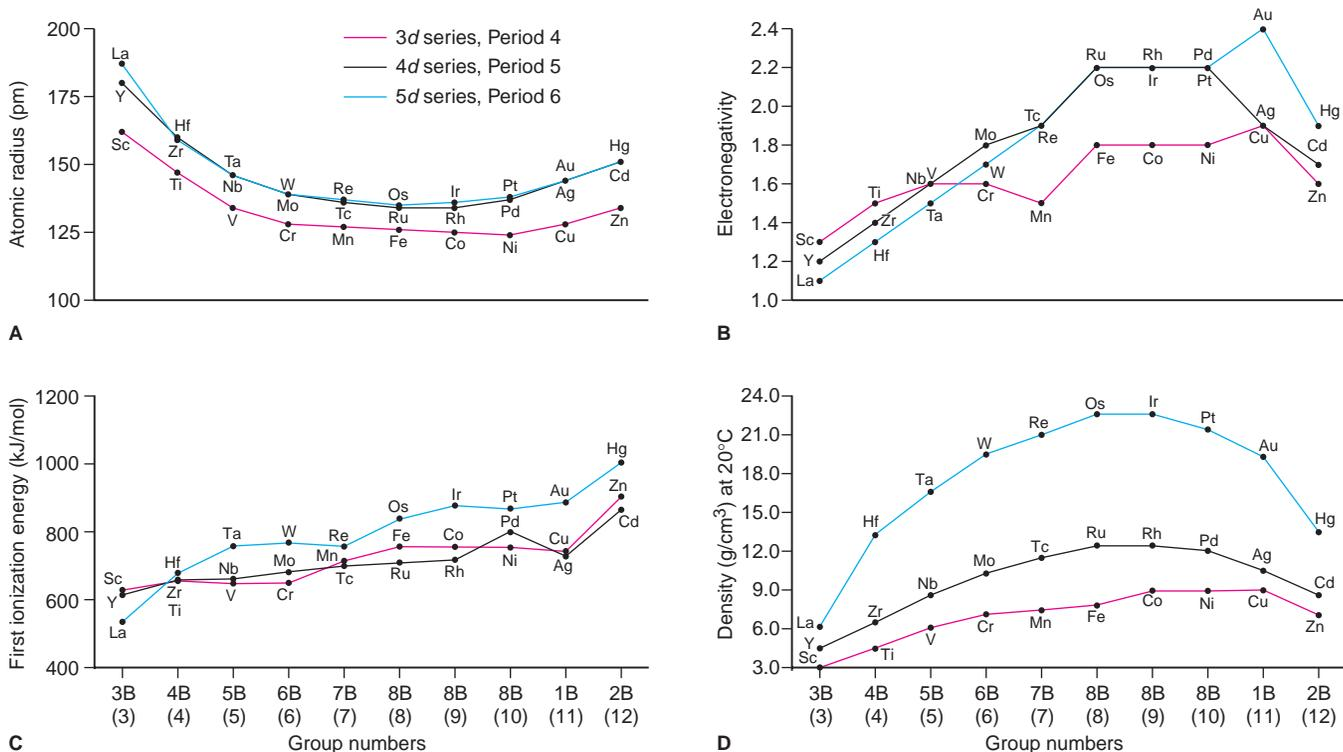 200
175
150
125
100
Atomic radius (pm)
3d series, Period 4
4d series, Period 5
5d series, Period 6
La
Y
Sc
Hf
Zr
Ti
Ta
Nb
V
W
Mo
Cr
Re
Tc
Mn
Os
Ru
Fe
Ir
Rh
Co
Pt
Pd
Ni
Au
Ag
Cu
Hg
Cd
Zn
A
2.4
2.2
2.0
1.8
1.6
1.4
1.2
1.0
Electronegativity
Sc
Y
La
Ti
Zr
Hf
Nb V
Ta
Mo
W
Cr
Tc
Re
Mn
Ru
Os
Fe
Rh
Ir
Co
Pd
Pt
Ni
Au
Ag
Cu
Hg
Cd
Zn
B
1200
1000
800
600
400
First ionization energy (kJ/mol)
Sc
Y
La
Hf
Zr
Ti
Ta
Nb
V
W
Mo
Cr
Re
Mn
Tc
Os
Fe
Ru
Ir
Co
Rh
Pt
Pd
Ni
Au
Cu
Ag
Hg
Zn
Cd
3B 4B 5B 6B 7B 8B 8B 8B 1B 2B
(3) (4) (5) (6) (7) (8) (9) (10) (11) (12)
Group numbers
C
24.0
21.0
18.0
15.0
12.0
9.0
6.0
3.0
Density (g/cm³) at 20°C
La
Y
Sc
Hf
Zr
Ti
Ta
Nb
V
W
Mo
Cr
Re
Tc
Mn
Os
Ru
Fe
Ir
Rh
Co
Pt
Pd
Ni
Au
Ag
Cu
Hg
Cd
Zn
3B 4B 5B 6B 7B 8B 8B 8B 1B 2B
(3) (4) (5) (6) (7) (8) (9) (10) (11) (12)
Group numbers
D